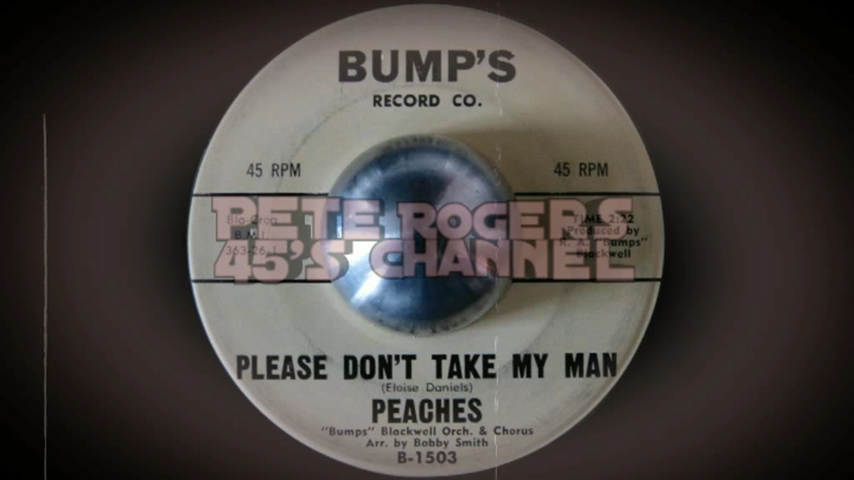 BUMP'S
RECORD CO.
45 RPM
45 RPM
PETE ROGERS
45'S CHANNEL
B.M.I.
TIME 2:22
Produced by
R. A. "Bumps"
Blackwell
PLEASE DON'T TAKE MY MAN
(Eloise Daniels)
PEACHES
"Bumps" Blackwell Orch. & Chorus
Arr. by Bobby Smith
B-1503